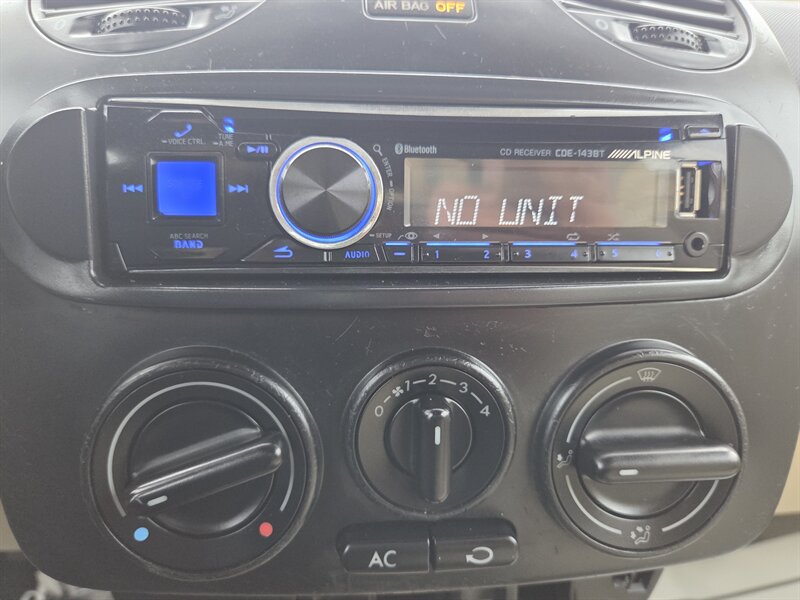 AIR BAG OFF
VOICE CTRL.
TUNE
A.ME
Bluetooth
CD RECEIVER CDE-143BT ALPINE
ENTER
OPTION
NO UNIT
ABC SEARCH
BAND
SETUP
AUDIO
1 2 3 4 5 6
0 1 2 3 4
AC